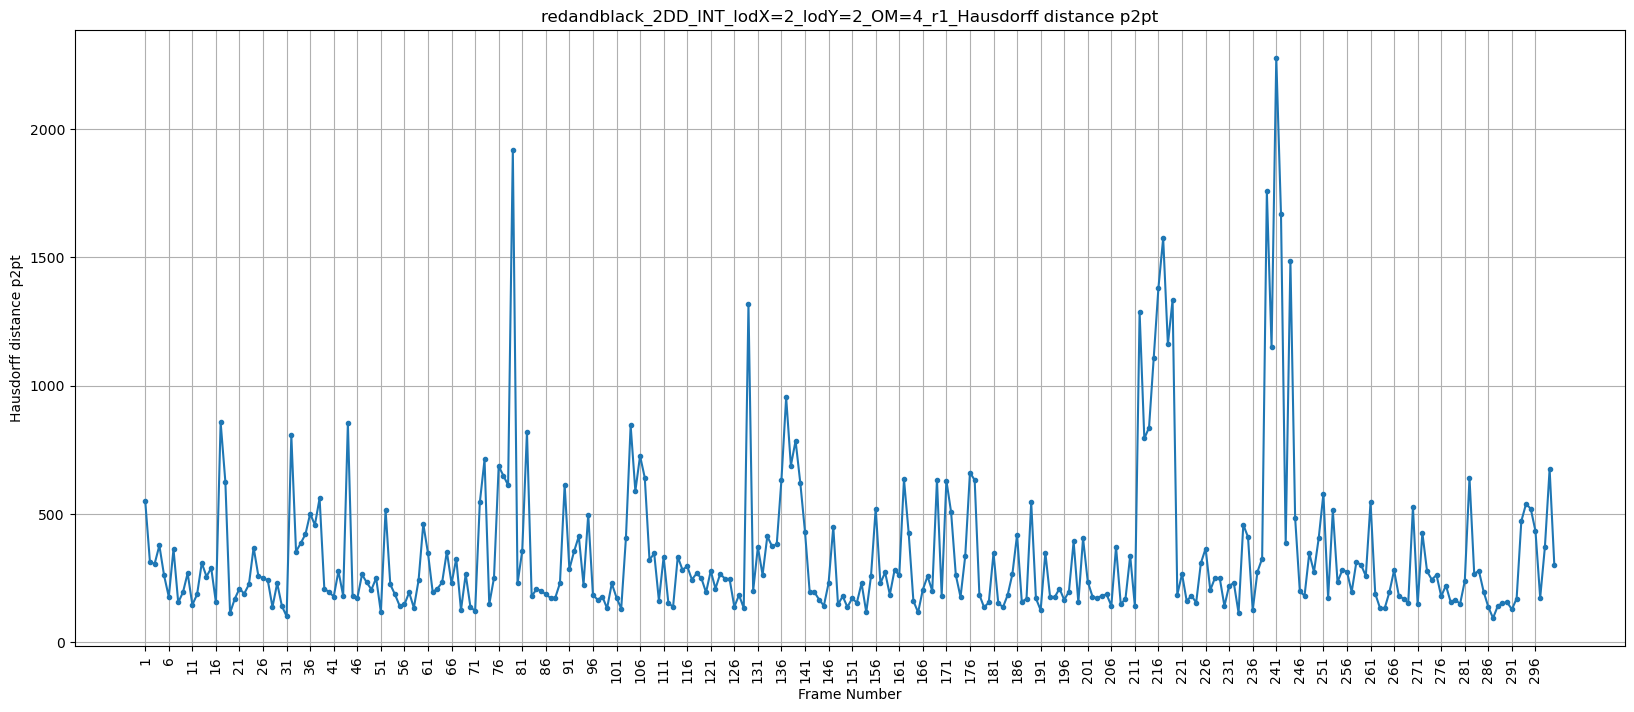 redandblack_2DD_INT_lodX=2_lodY=2_OM=4_r1_Hausdorff distance p2pt
Hausdorff distance p2pt
2000
1500
1000
500
0
1 6 11 16 21 26 31 36 41 46 51 56 61 66 71 76 81 86 91 96 101 106 111 116 121 126 131 136 141 146 151 156 161 166 171 176 181 186 191 196 201 206 211 216 221 226 231 236 241 246 251 256 261 266 271 276 281 286 291 296
Frame Number